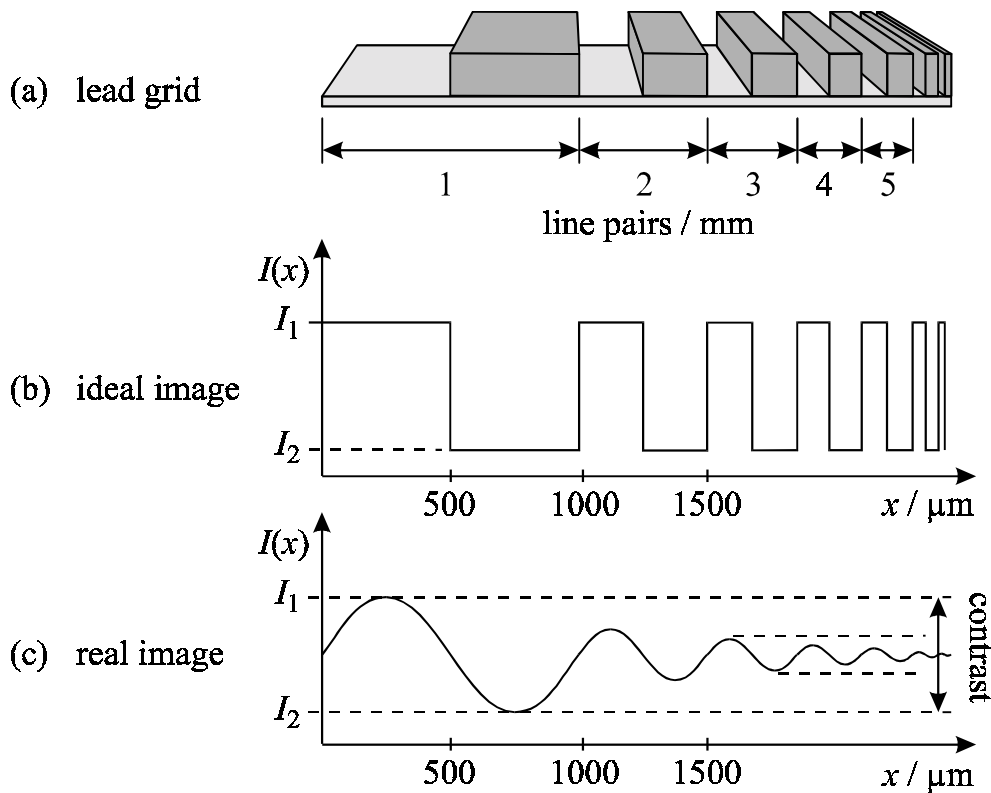 (a) lead grid
1 2 3 4 5
line pairs / mm
I(x)
I₁
(b) ideal image
I₂
500 1000 1500 x / µm
I(x)
I₁
(c) real image
contrast
I₂
500 1000 1500 x / µm